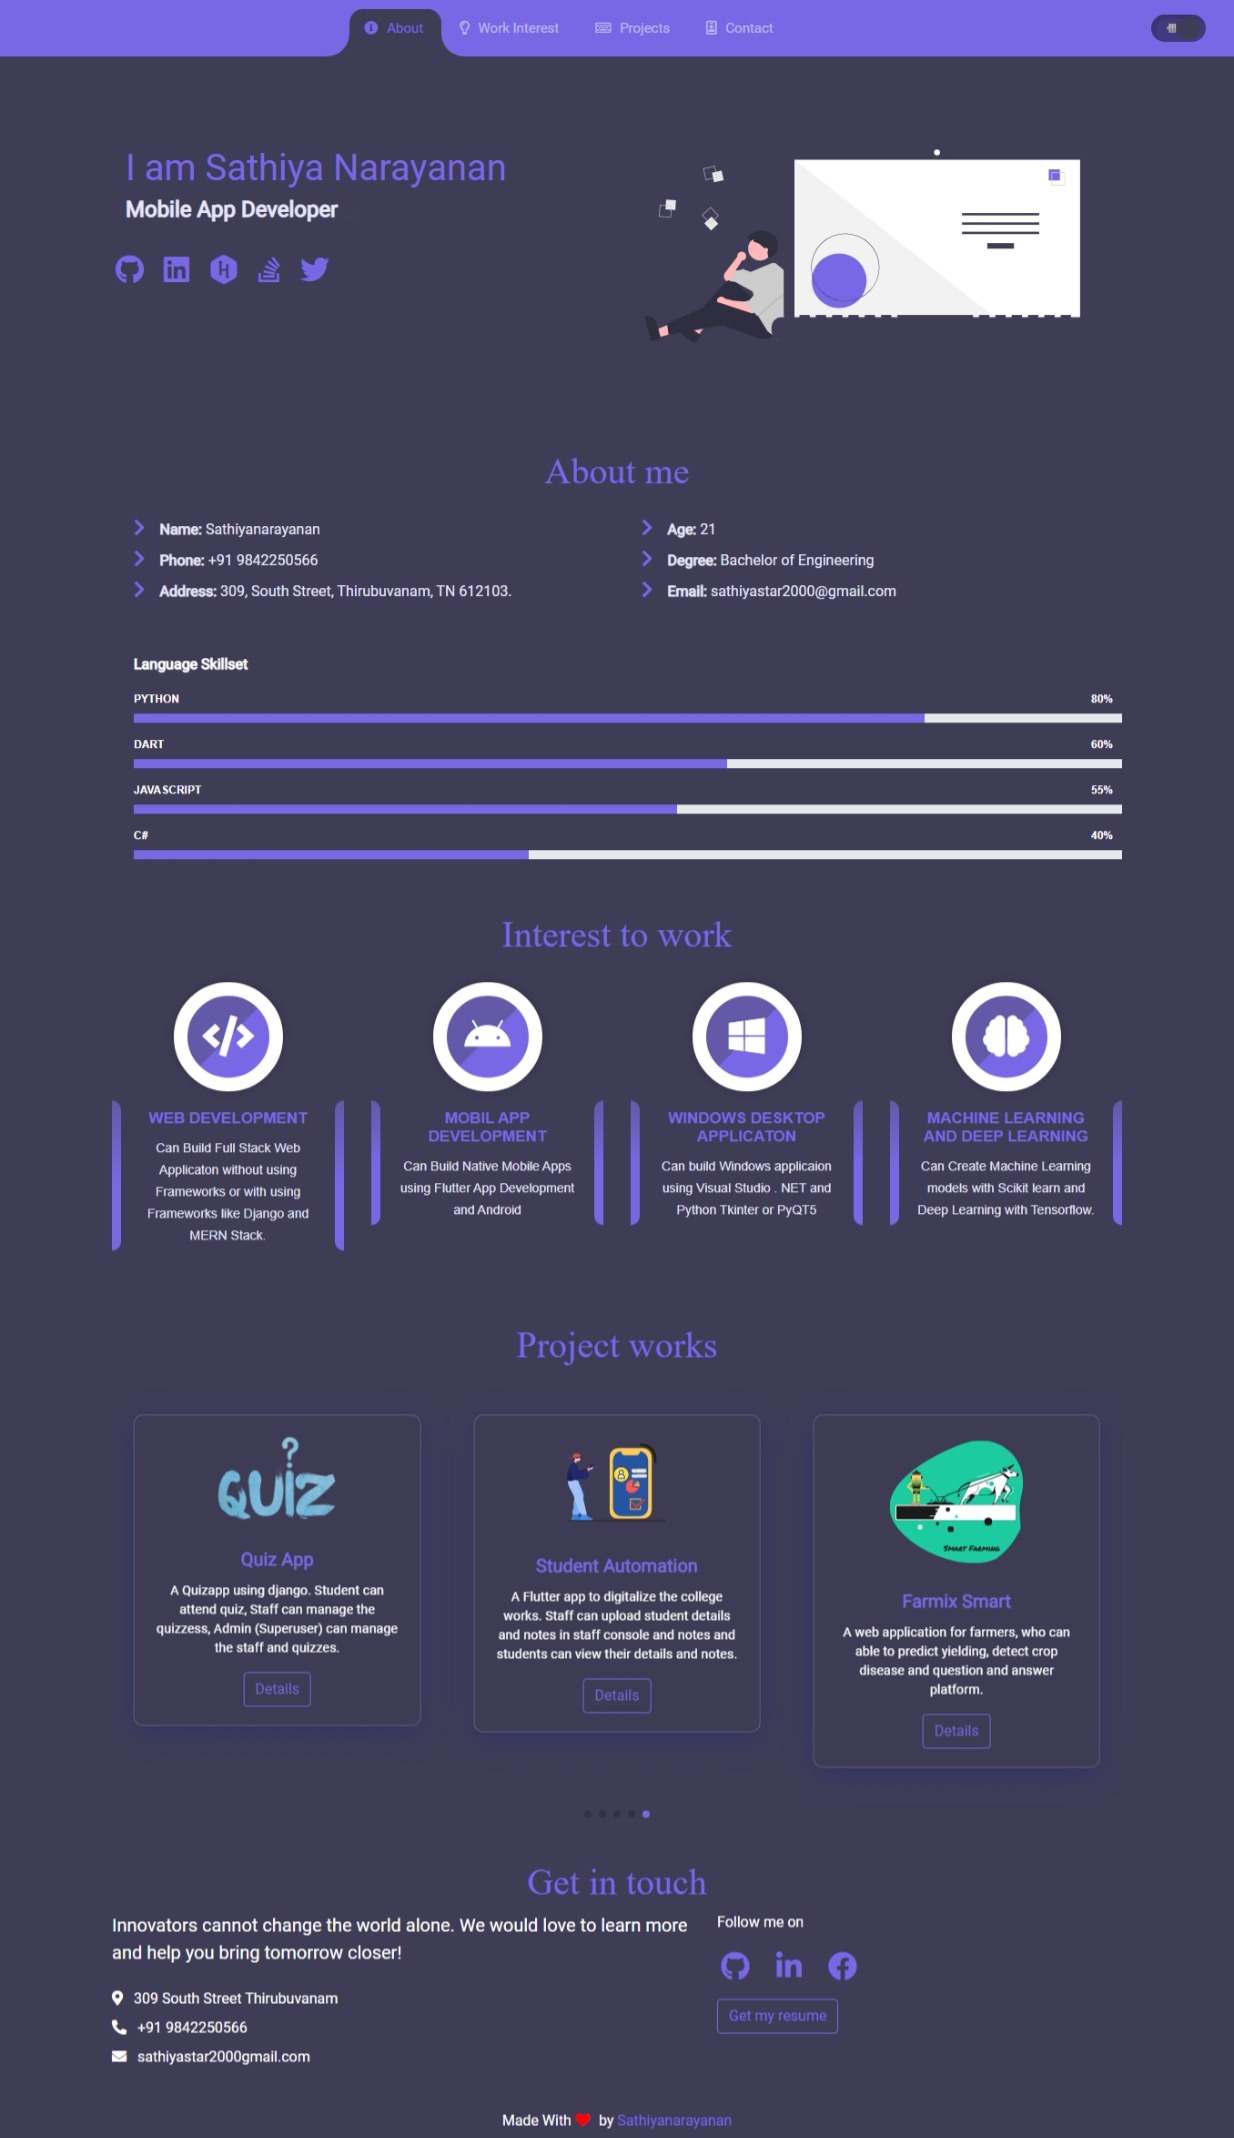 About
Work Interest
Projects
Contact
I am Sathiya Narayanan
Mobile App Developer
About me
Name: Sathiyanarayanan
Age: 21
Phone: +91 9842250566
Degree: Bachelor of Engineering
Address: 309, South Street, Thirubuvanam, TN 612103.
Email: sathiyastar2000@gmail.com
Language Skillset
PYTHON 80%
DART 60%
JAVASCRIPT 55%
C# 40%
Interest to work
WEB DEVELOPMENT
Can Build Full Stack Web
Applicaton without using
Frameworks or with using
Frameworks like Django and
MERN Stack.
MOBIL APP
DEVELOPMENT
Can Build Native Mobile Apps
using Flutter App Development
and Android
WINDOWS DESKTOP
APPLICATON
Can build Windows applicaion
using Visual Studio . NET and
Python Tkinter or PyQT5
MACHINE LEARNING
AND DEEP LEARNING
Can Create Machine Learning
models with Scikit learn and
Deep Learning with Tensorflow.
Project works
QUIZ
?
Quiz App
A Quizapp using django. Student can
attend quiz, Staff can manage the
quizzess, Admin (Superuser) can manage
the staff and quizzes.
Details
Student Automation
A Flutter app to digitalize the college
works. Staff can upload student details
and notes in staff console and notes and
students can view their details and notes.
Details
SMART FARMING
Farmix Smart
A web application for farmers, who can
able to predict yielding, detect crop
disease and question and answer
platform.
Details
Get in touch
Innovators cannot change the world alone. We would love to learn more
and help you bring tomorrow closer!
309 South Street Thirubuvanam
+91 9842250566
sathiyastar2000gmail.com
Follow me on
Get my resume
Made With by Sathiyanarayanan